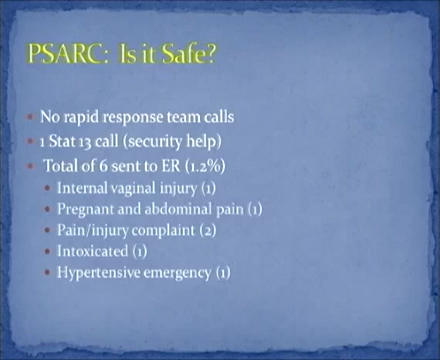 PSARC: Is it Safe?
No rapid response team calls
1 Stat 13 call (security help)
Total of 6 sent to ER (1.2%)
Internal vaginal injury (1)
Pregnant and abdominal pain (1)
Pain/injury complaint (2)
Intoxicated (1)
Hypertensive emergency (1)